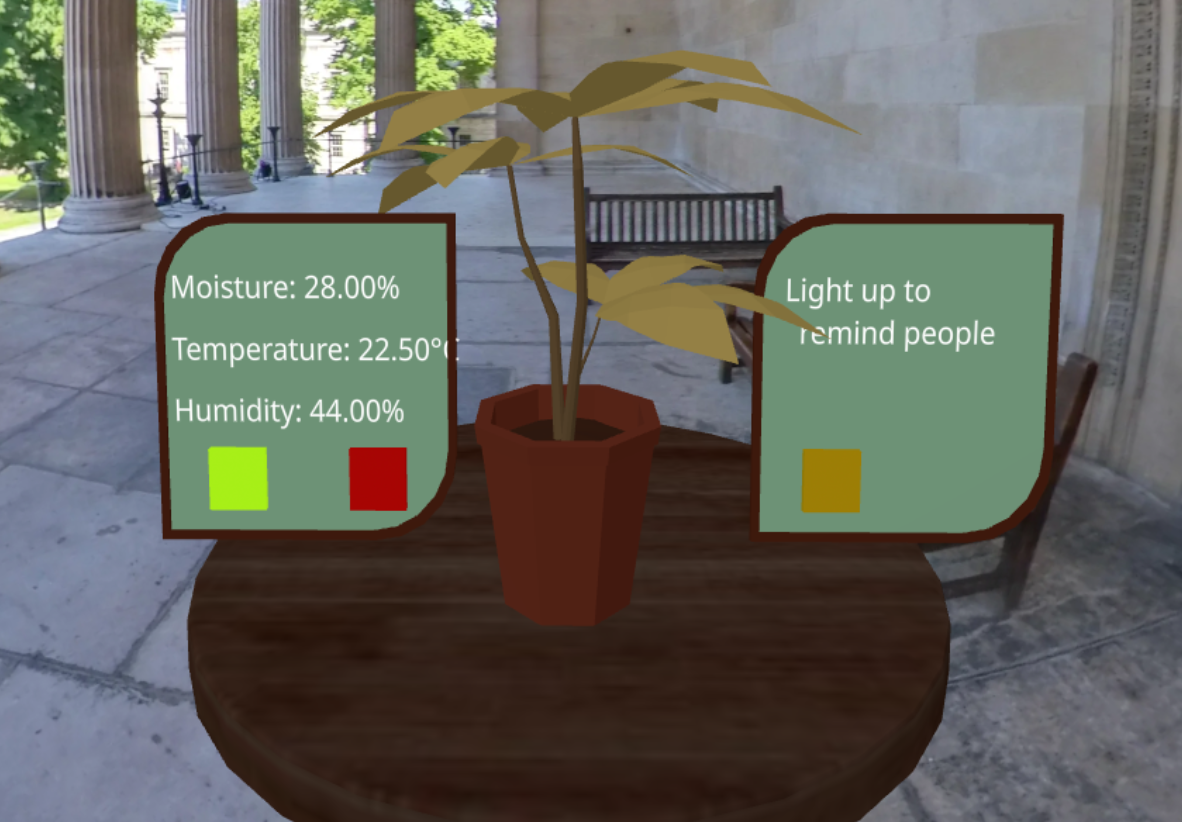 Moisture: 28.00%
Temperature: 22.50°C
Humidity: 44.00%
Light up to
remind people